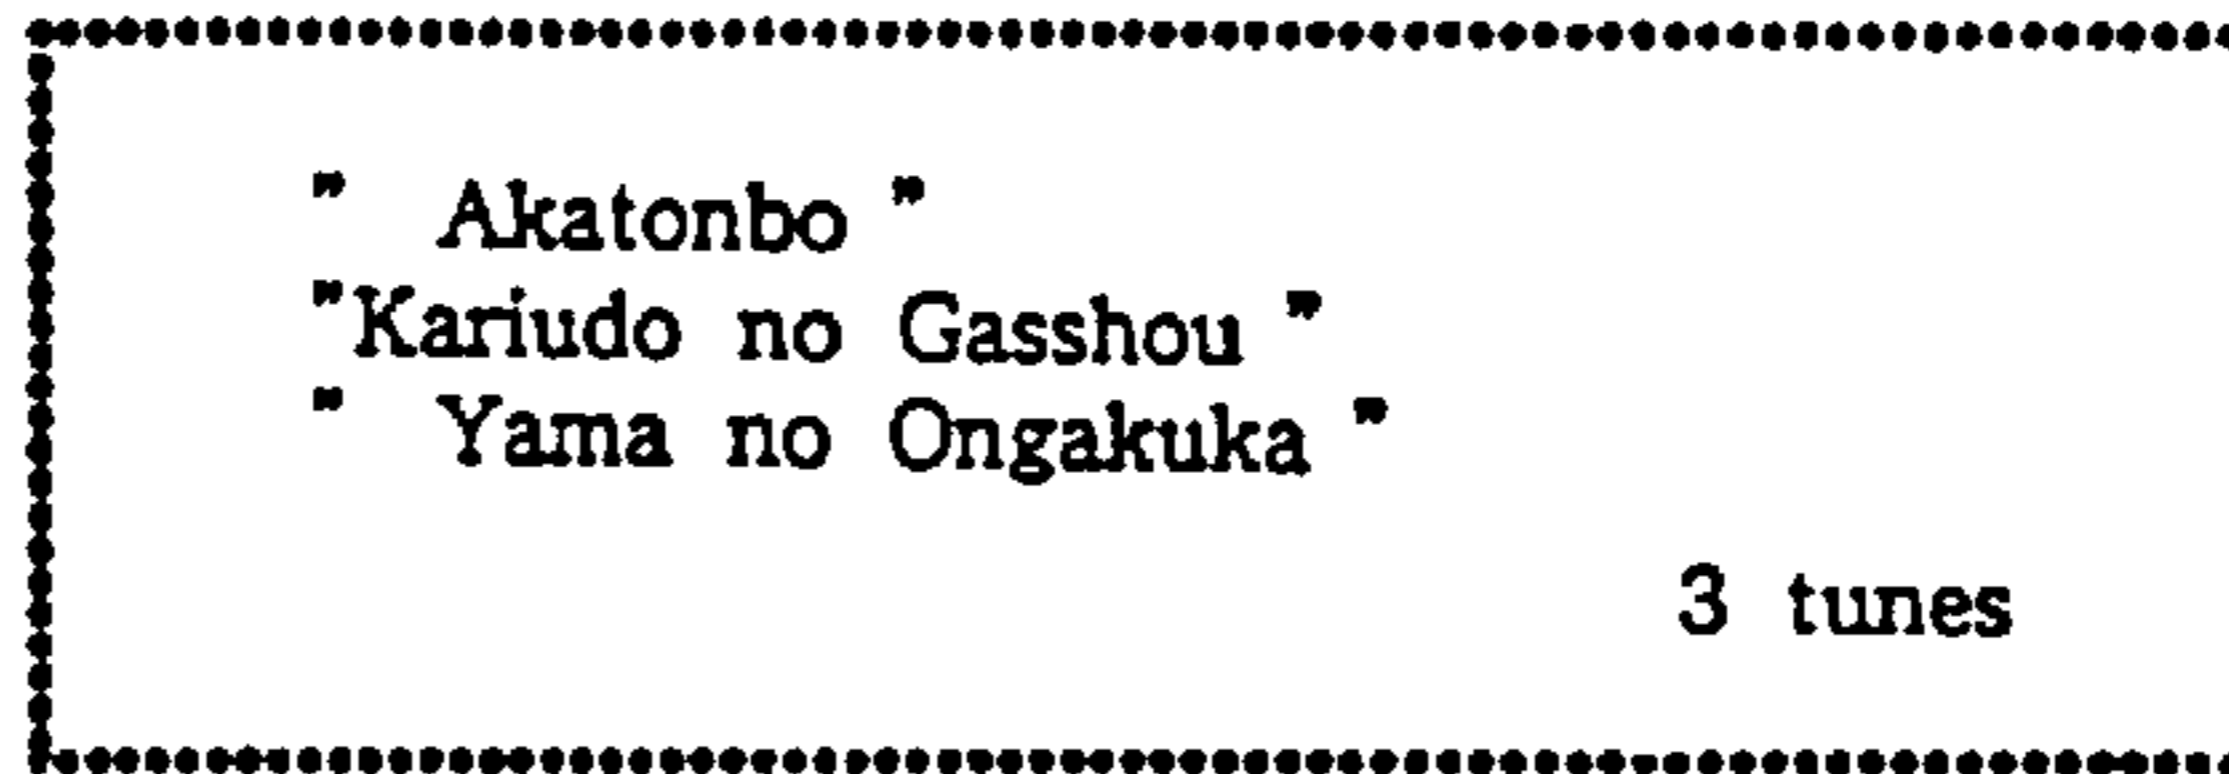 " Akatonbo "
"Kariudo no Gasshou "
" Yama no Ongakuka "
3 tunes